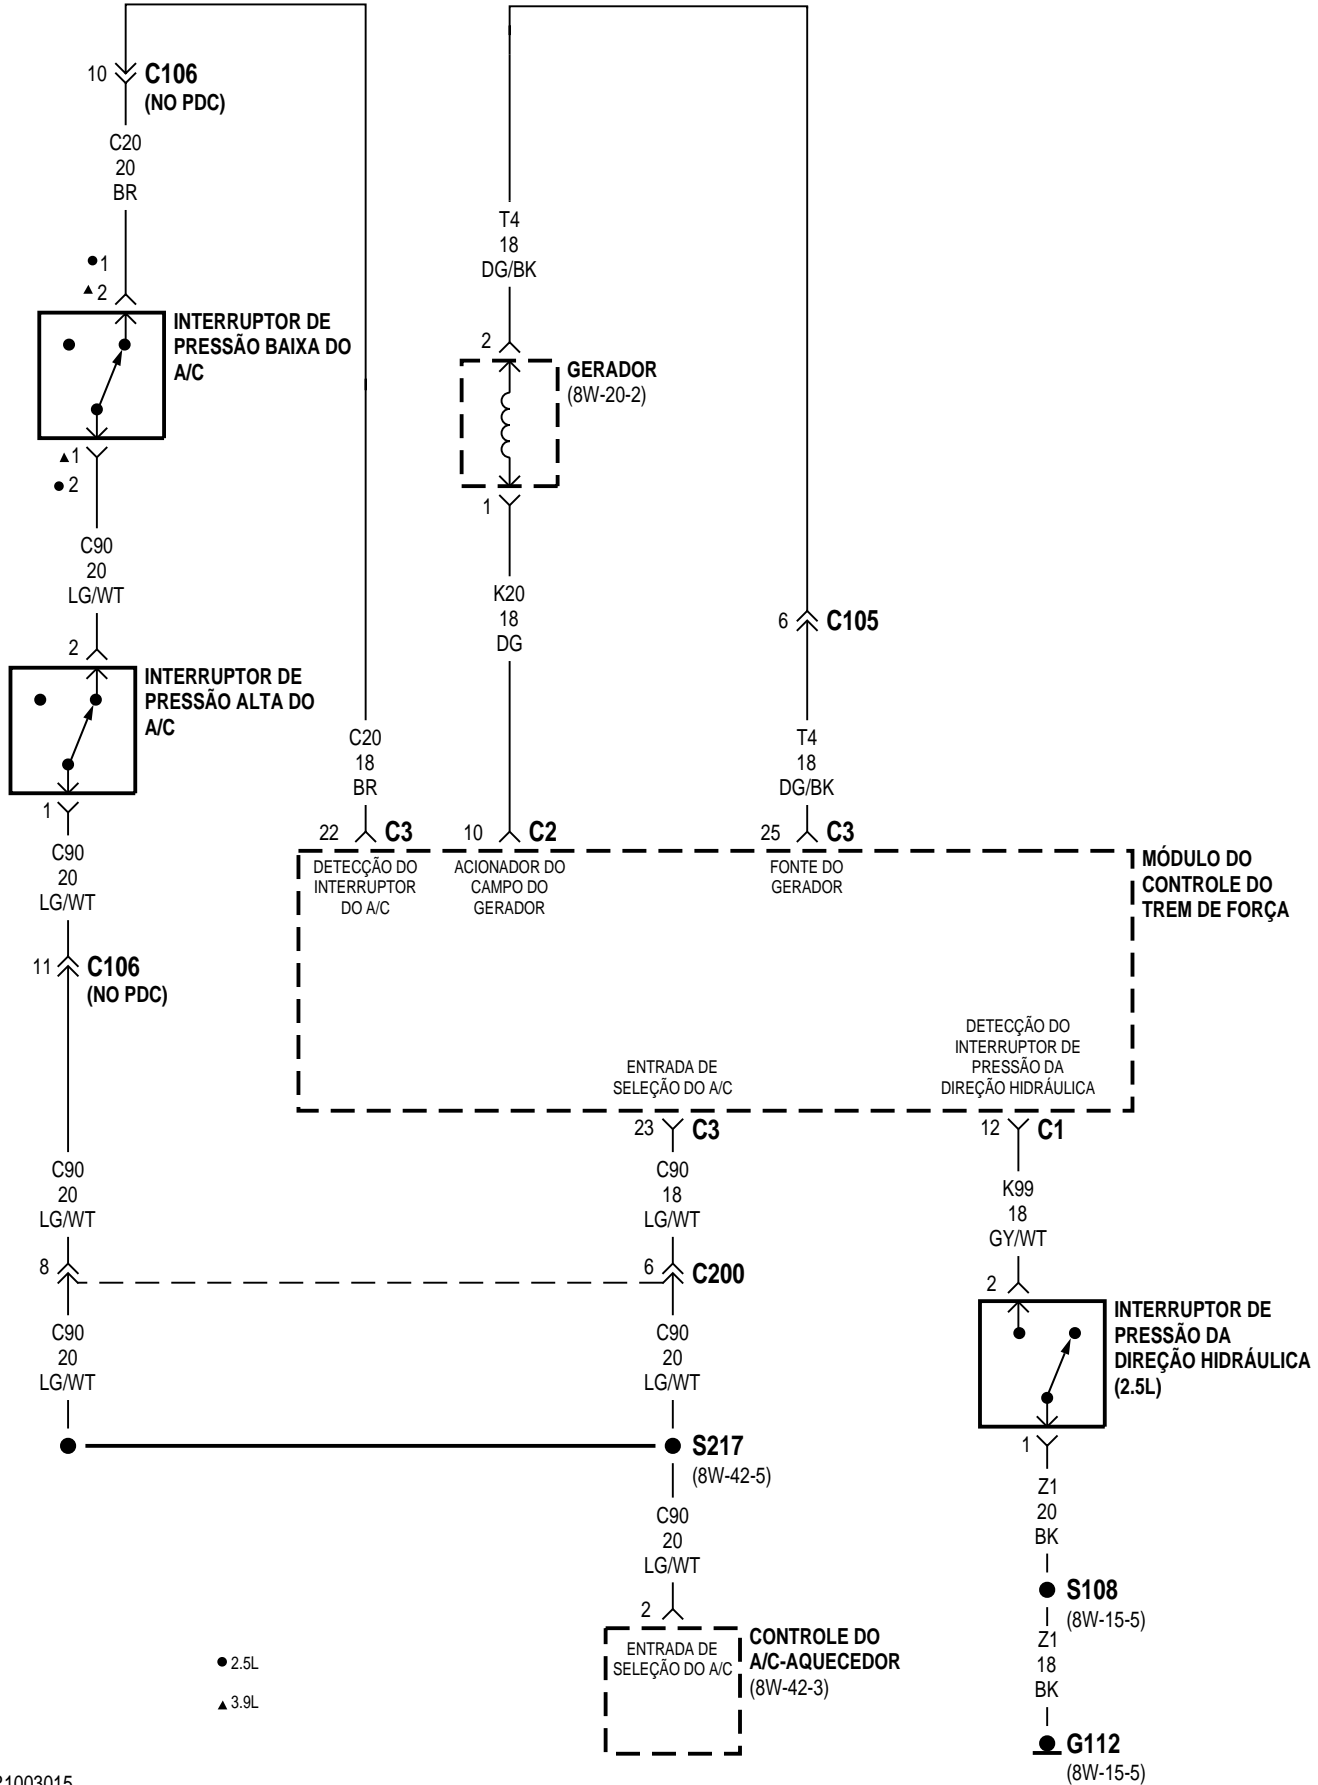 10
C106
(NO PDC)
C20
20
BR
1
2
INTERRUPTOR DE
PRESSÃO BAIXA DO
A/C
1
2
C90
20
LG/WT
2
INTERRUPTOR DE
PRESSÃO ALTA DO
A/C
1
C90
20
LG/WT
11
C106
(NO PDC)
C90
20
LG/WT
8
C90
20
LG/WT
T4
18
DG/BK
2
GERADOR
(8W-20-2)
1
K20
18
DG
6
C105
C20
18
BR
T4
18
DG/BK
22
C3
10
C2
25
C3
DETECÇÃO DO
INTERRUPTOR
DO A/C
ACIONADOR DO
CAMPO DO
GERADOR
FONTE DO
GERADOR
MÓDULO DO
CONTROLE DO
TREM DE FORÇA
ENTRADA DE
SELEÇÃO DO A/C
DETECÇÃO DO
INTERRUPTOR DE
PRESSÃO DA
DIREÇÃO HIDRÁULICA
23
C3
12
C1
C90
18
LG/WT
6
C200
C90
20
LG/WT
S217
(8W-42-5)
C90
20
LG/WT
2
ENTRADA DE
SELEÇÃO DO A/C
CONTROLE DO
A/C-AQUECEDOR
(8W-42-3)
K99
18
GY/WT
2
INTERRUPTOR DE
PRESSÃO DA
DIREÇÃO HIDRÁULICA
(2.5L)
1
Z1
20
BK
S108
(8W-15-5)
Z1
18
BK
G112
(8W-15-5)
● 2.5L
▲ 3.9L